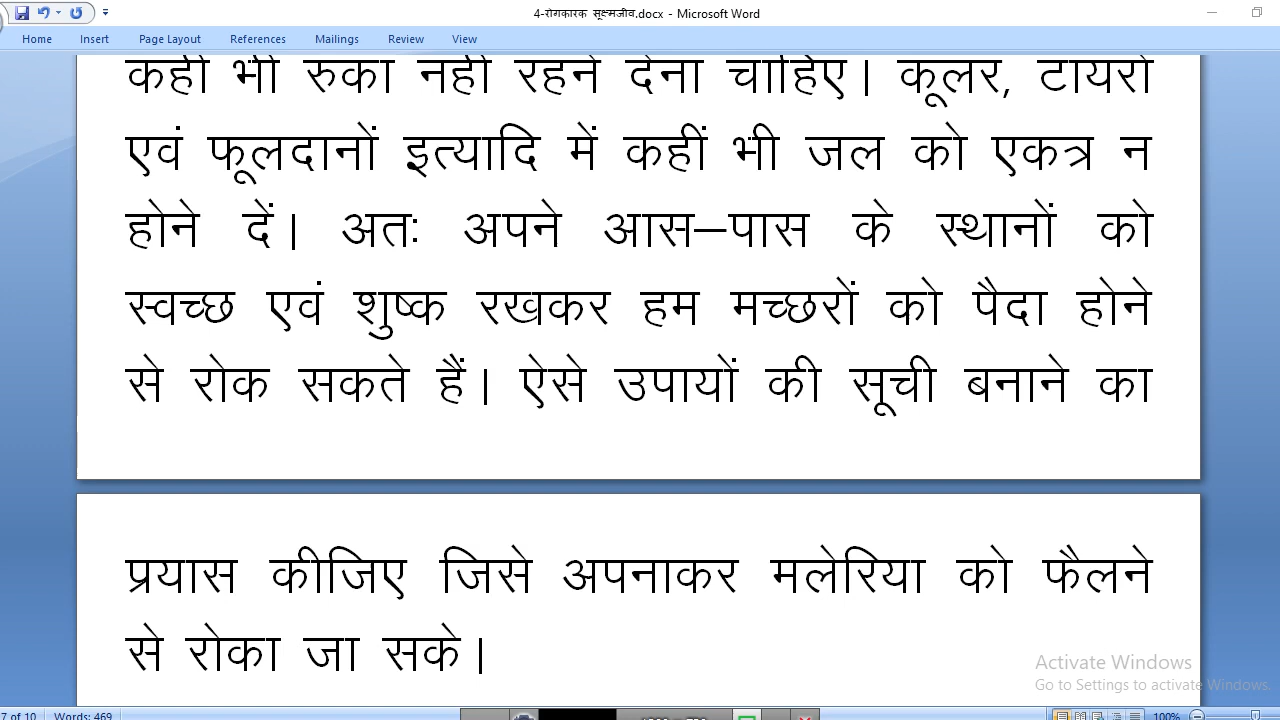 4-रोगकारक सूक्ष्मजीव.docx - Microsoft Word
Home Insert Page Layout References Mailings Review View
कहीं भी रुका नहीं रहने देना चाहिए। कूलर, टायरों
एवं फूलदानों इत्यादि में कहीं भी जल को एकत्र न
होने दें। अतः अपने आस–पास के स्थानों को
स्वच्छ एवं शुष्क रखकर हम मच्छरों को पैदा होने
से रोक सकते हैं। ऐसे उपायों की सूची बनाने का
प्रयास कीजिए जिसे अपनाकर मलेरिया को फैलने
से रोका जा सके।
Activate Windows
Go to Settings to activate Windows.
7 of 10 Words: 469 100%